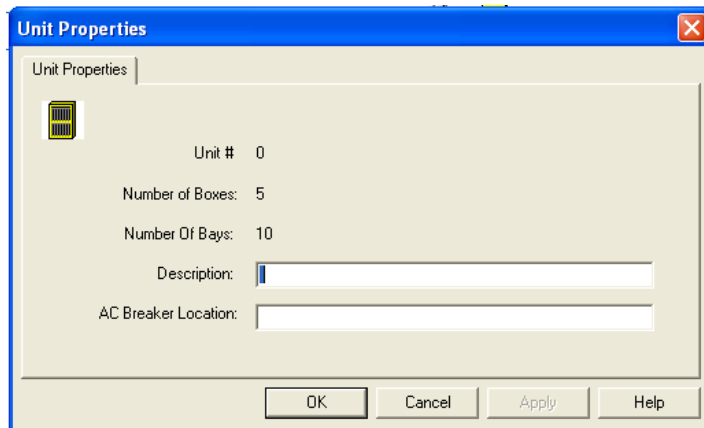 Unit Properties
Unit Properties
Unit # 0
Number of Boxes: 5
Number Of Bays: 10
Description:
AC Breaker Location:
OK Cancel Apply Help